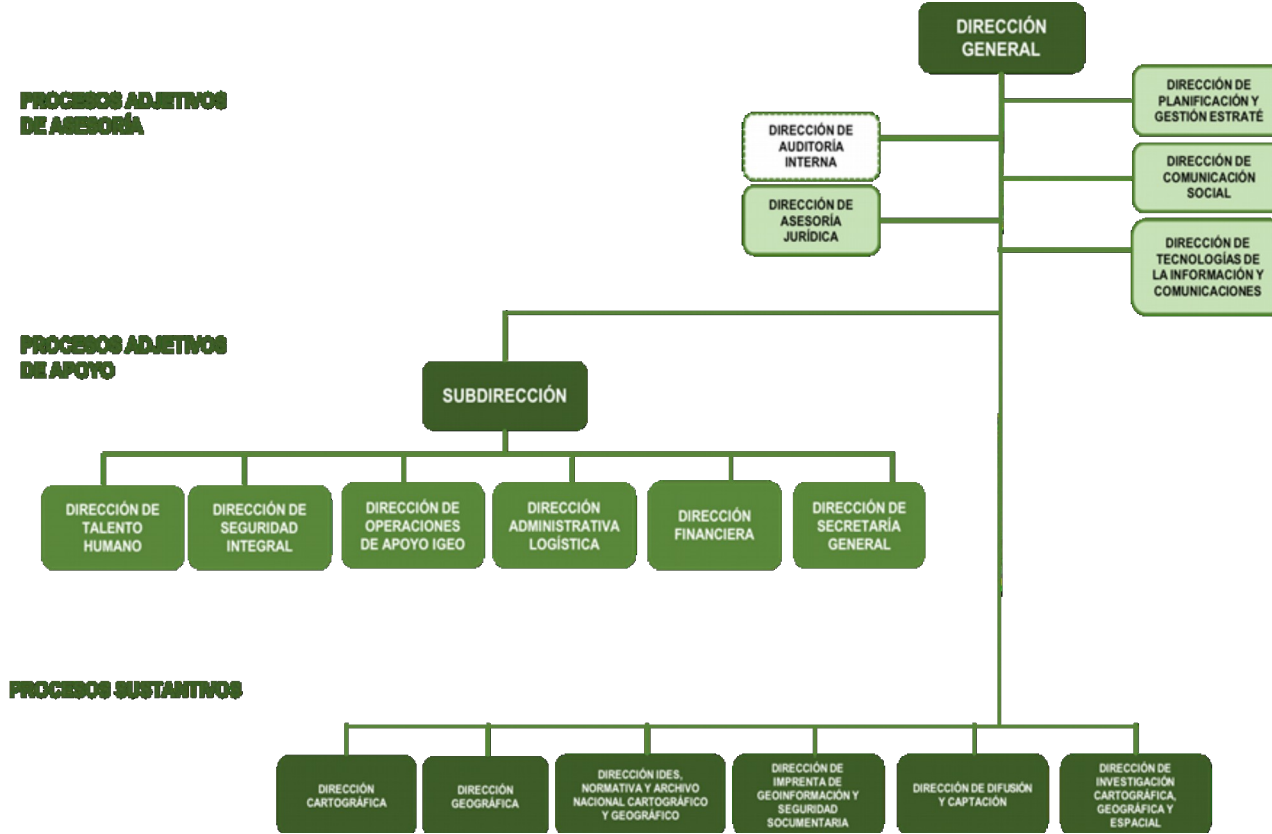 DIRECCIÓN
GENERAL
PROCESOS ADJETIVOS
DE ASESORÍA
DIRECCIÓN DE
PLANIFICACIÓN Y
GESTIÓN ESTRATÉ
DIRECCIÓN DE
AUDITORÍA
INTERNA
DIRECCIÓN DE
COMUNICACIÓN
SOCIAL
DIRECCIÓN DE
ASESORÍA
JURÍDICA
DIRECCIÓN DE
TECNOLOGÍAS DE
LA INFORMACIÓN Y
COMUNICACIONES
PROCESOS ADJETIVOS
DE APOYO
SUBDIRECCIÓN
DIRECCIÓN DE
TALENTO
HUMANO
DIRECCIÓN DE
SEGURIDAD
INTEGRAL
DIRECCIÓN DE
OPERACIONES
DE APOYO IGEO
DIRECCIÓN
ADMINISTRATIVA
LOGÍSTICA
DIRECCIÓN
FINANCIERA
DIRECCIÓN DE
SECRETARÍA
GENERAL
PROCESOS SUSTANTIVOS
DIRECCIÓN
CARTOGRÁFICA
DIRECCIÓN
GEOGRÁFICA
DIRECCIÓN IDES,
NORMATIVA Y ARCHIVO
NACIONAL CARTOGRÁFICO
Y GEOGRÁFICO
DIRECCIÓN DE
IMPRENTA DE
GEOINFORMACIÓN Y
SEGURIDAD
SOCUMENTARIA
DIRECCIÓN DE DIFUSIÓN
Y CAPTACIÓN
DIRECCIÓN DE
INVESTIGACIÓN
CARTOGRÁFICA,
GEOGRÁFICA Y
ESPACIAL